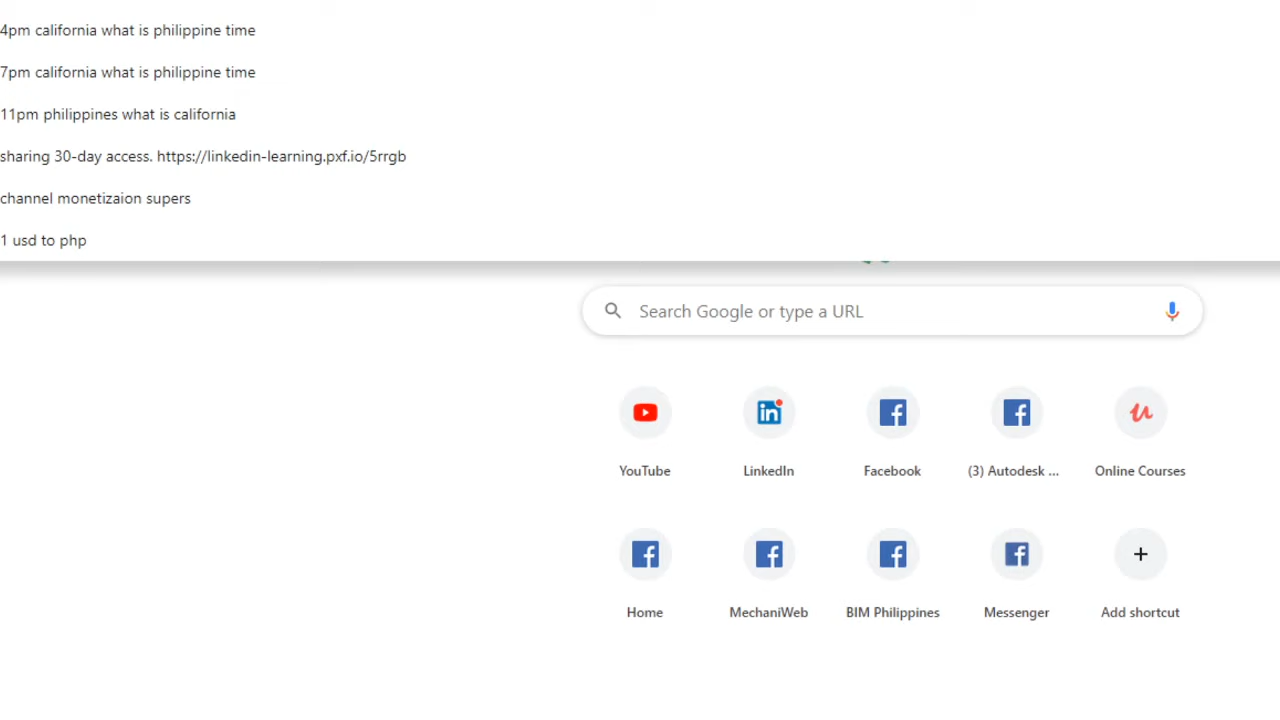 4pm california what is philippine time
7pm california what is philippine time
11pm philippines what is california
sharing 30-day access. https://linkedin-learning.pxf.io/5rrgb
channel monetizaion supers
1 usd to php
Search Google or type a URL
YouTube
LinkedIn
Facebook
(3) Autodesk ...
Online Courses
Home
MechaniWeb
BIM Philippines
Messenger
Add shortcut